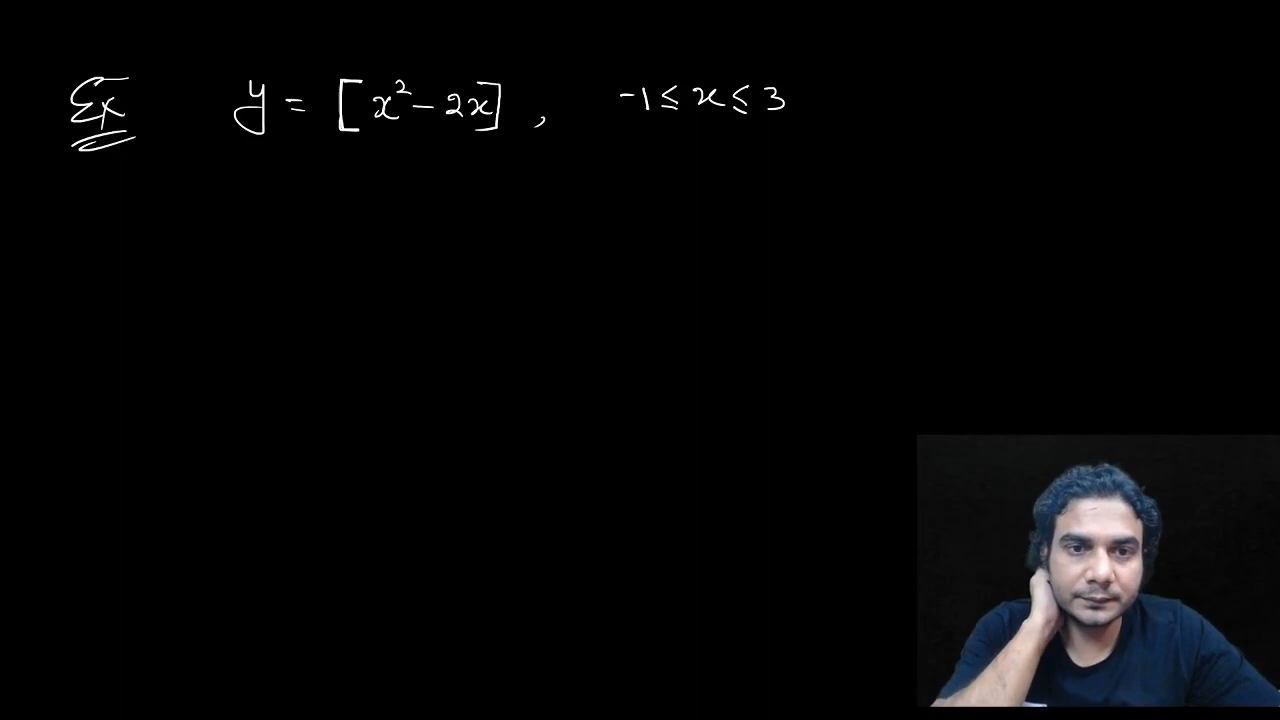 Ex y = [x² - 2x] , -1 ≤ x ≤ 3